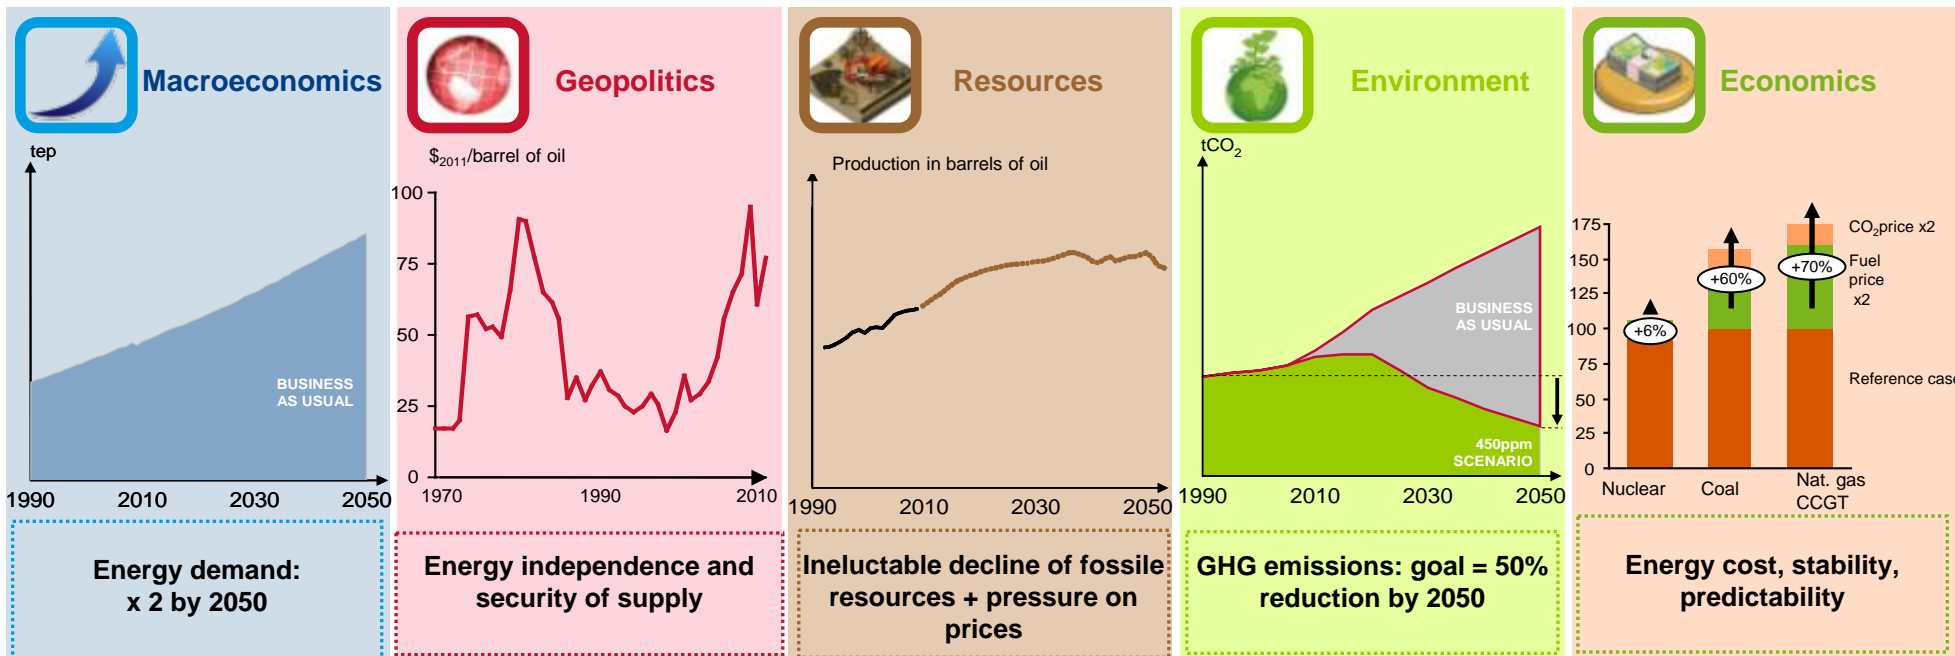 Macroeconomics
tep
BUSINESS
AS USUAL
1990 2010 2030 2050
Energy demand:
x 2 by 2050
Geopolitics
$2011/barrel of oil
100
75
50
25
0
1970 1990 2010
Energy independence and
security of supply
Resources
Production in barrels of oil
1990 2010 2030 2050
Ineluctable decline of fossile
resources + pressure on
prices
Environment
tCO2
BUSINESS
AS USUAL
450ppm
SCENARIO
1990 2010 2030 2050
GHG emissions: goal = 50%
reduction by 2050
Economics
175
150
125
100
75
50
25
0
+6%
+60%
+70%
CO2price x2
Fuel
price
x2
Reference case
Nuclear Coal Nat. gas
CCGT
Energy cost, stability,
predictability